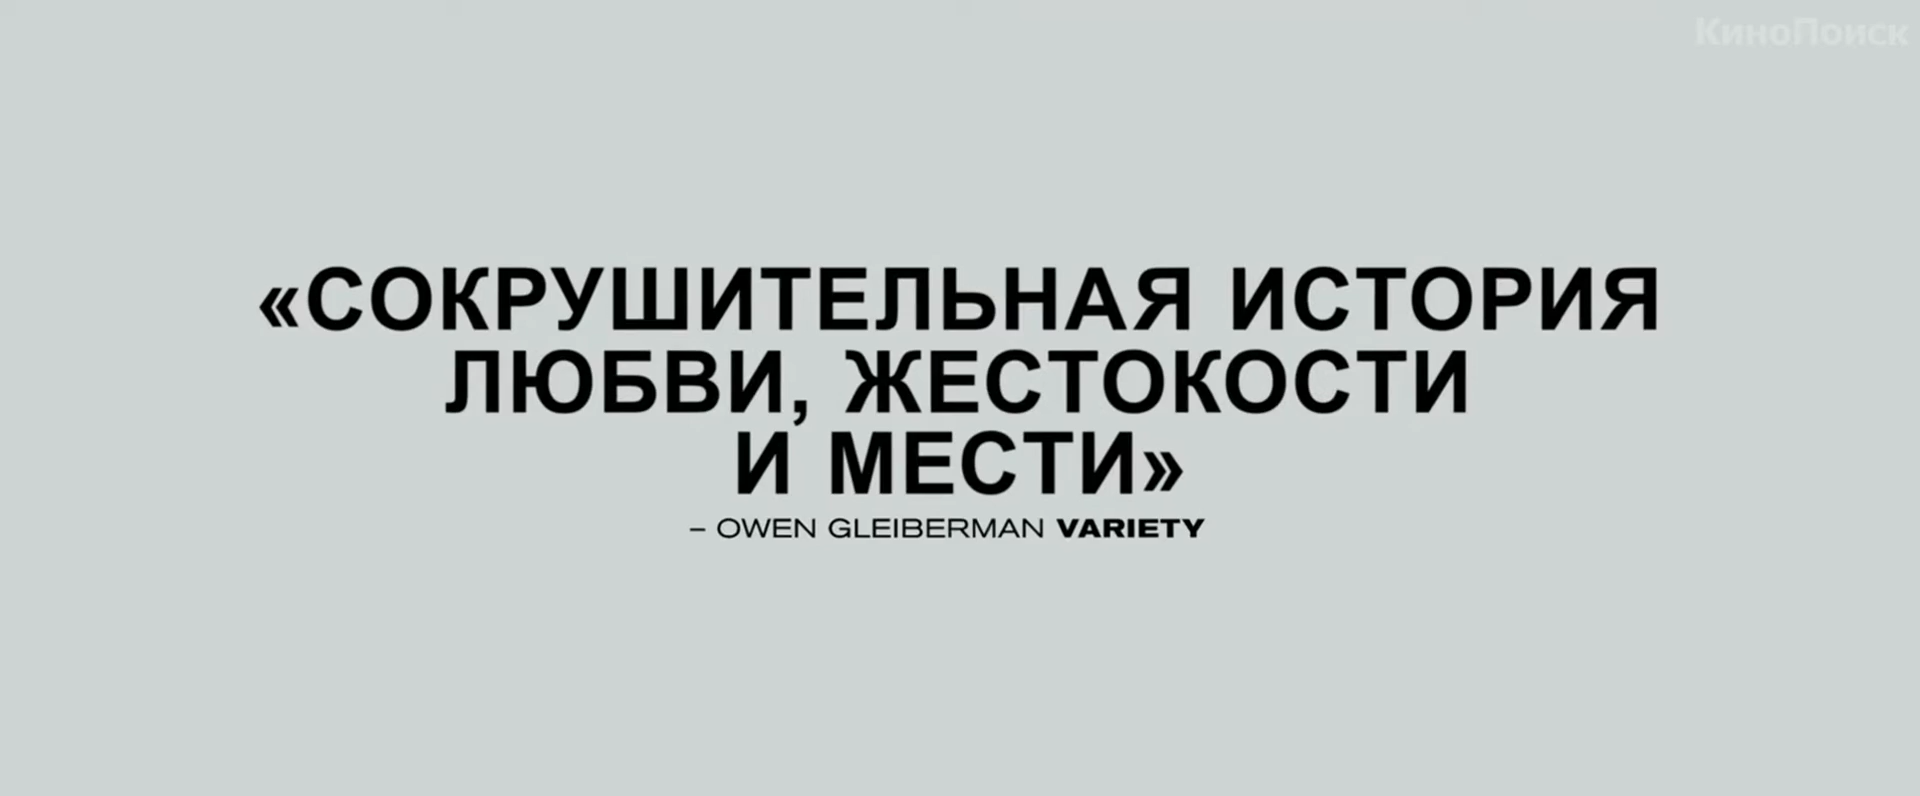 КиноПоиск
«СОКРУШИТЕЛЬНАЯ ИСТОРИЯ
ЛЮБВИ, ЖЕСТОКОСТИ
И МЕСТИ»
– OWEN GLEIBERMAN VARIETY